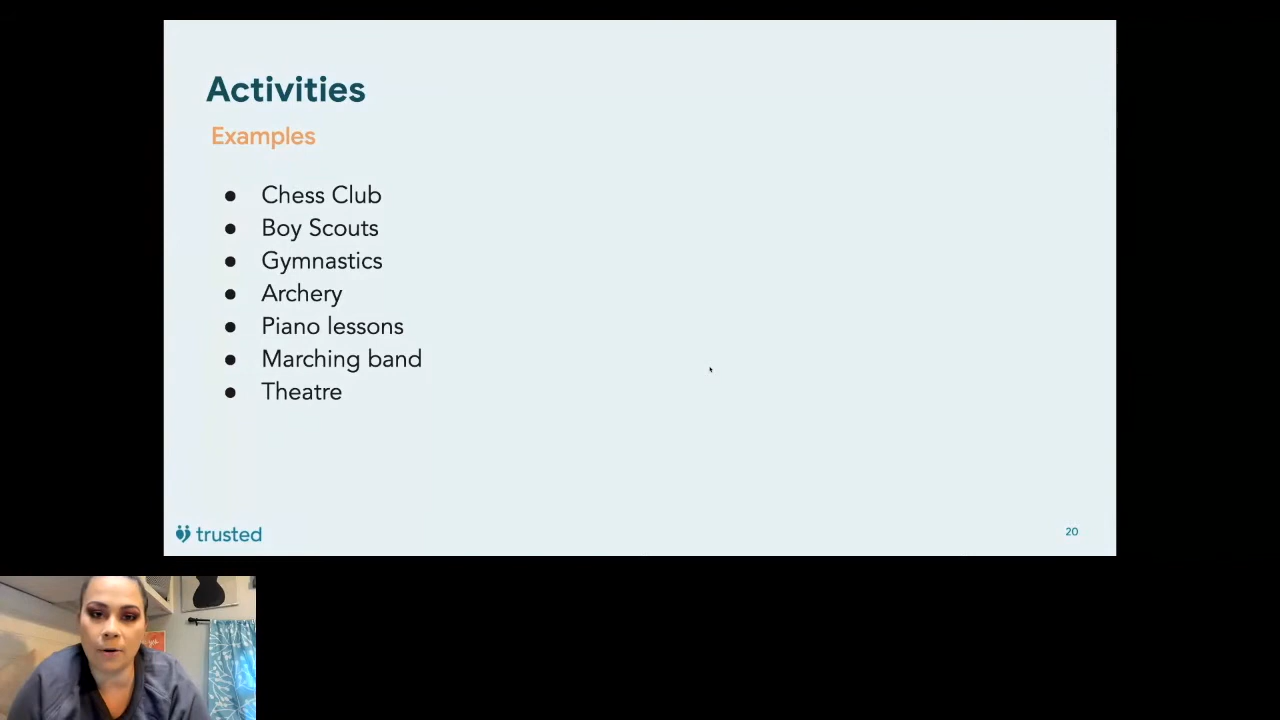 Activities
Examples
● Chess Club
● Boy Scouts
● Gymnastics
● Archery
● Piano lessons
● Marching band
● Theatre
trusted
20